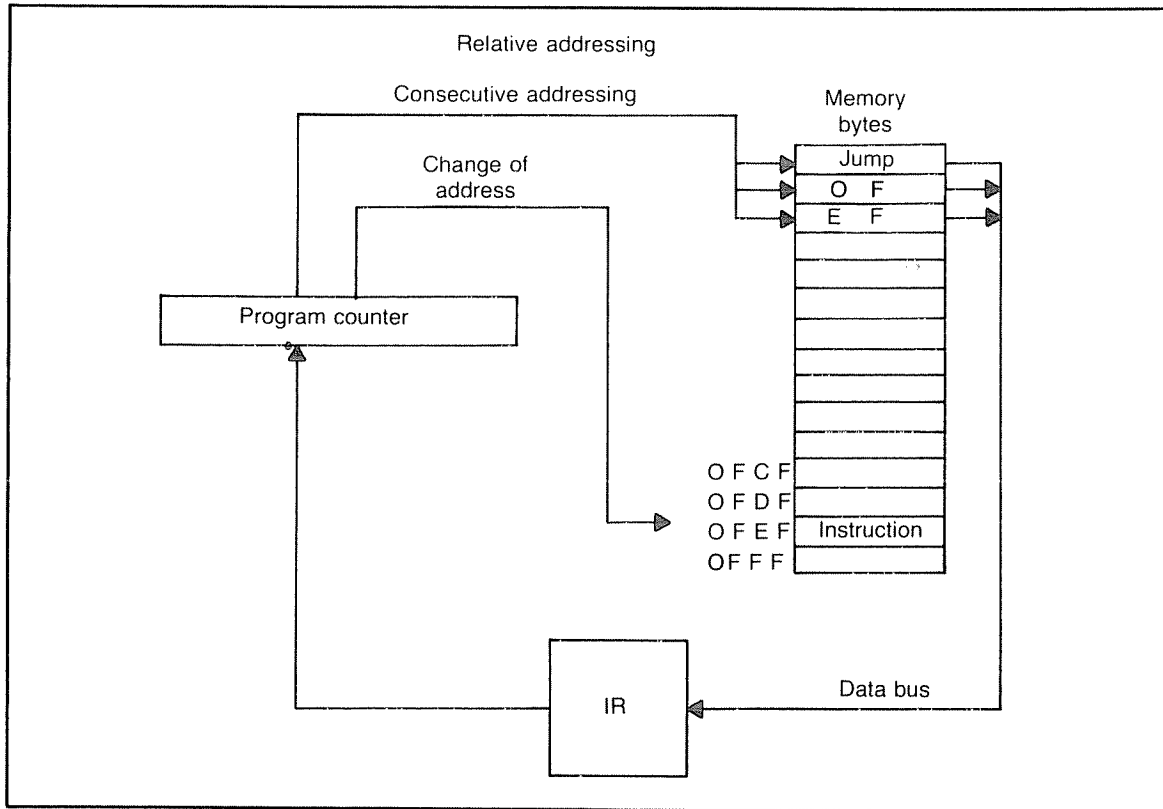 Relative addressing
Consecutive addressing
Memory
bytes
Change of
address
Jump
O F
E F
Program counter
O F C F
O F D F
O F E F
Instruction
OF F F
IR
Data bus